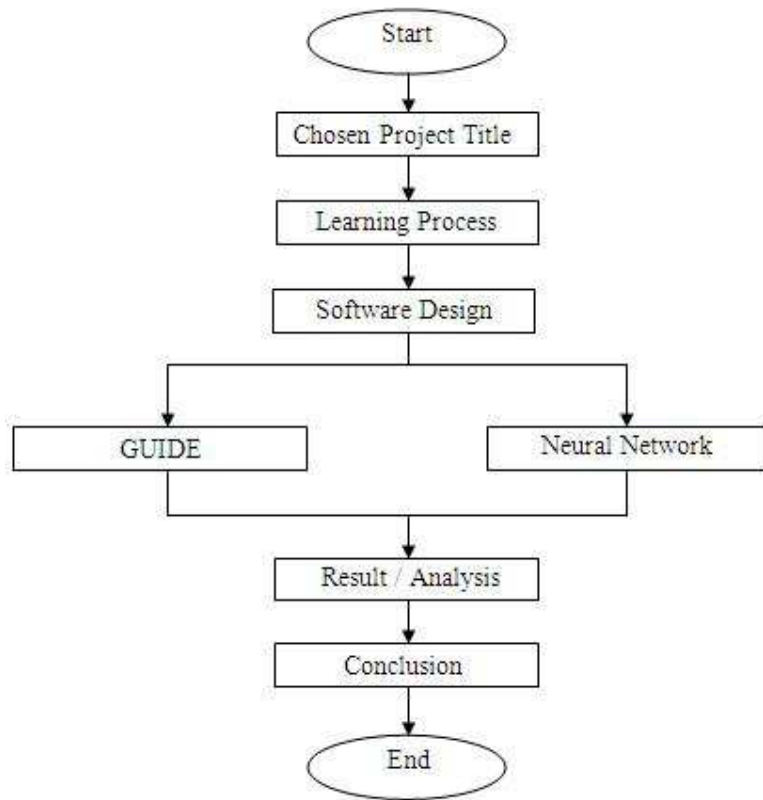 Start
Chosen Project Title
Learning Process
Software Design
GUIDE
Neural Network
Result / Analysis
Conclusion
End